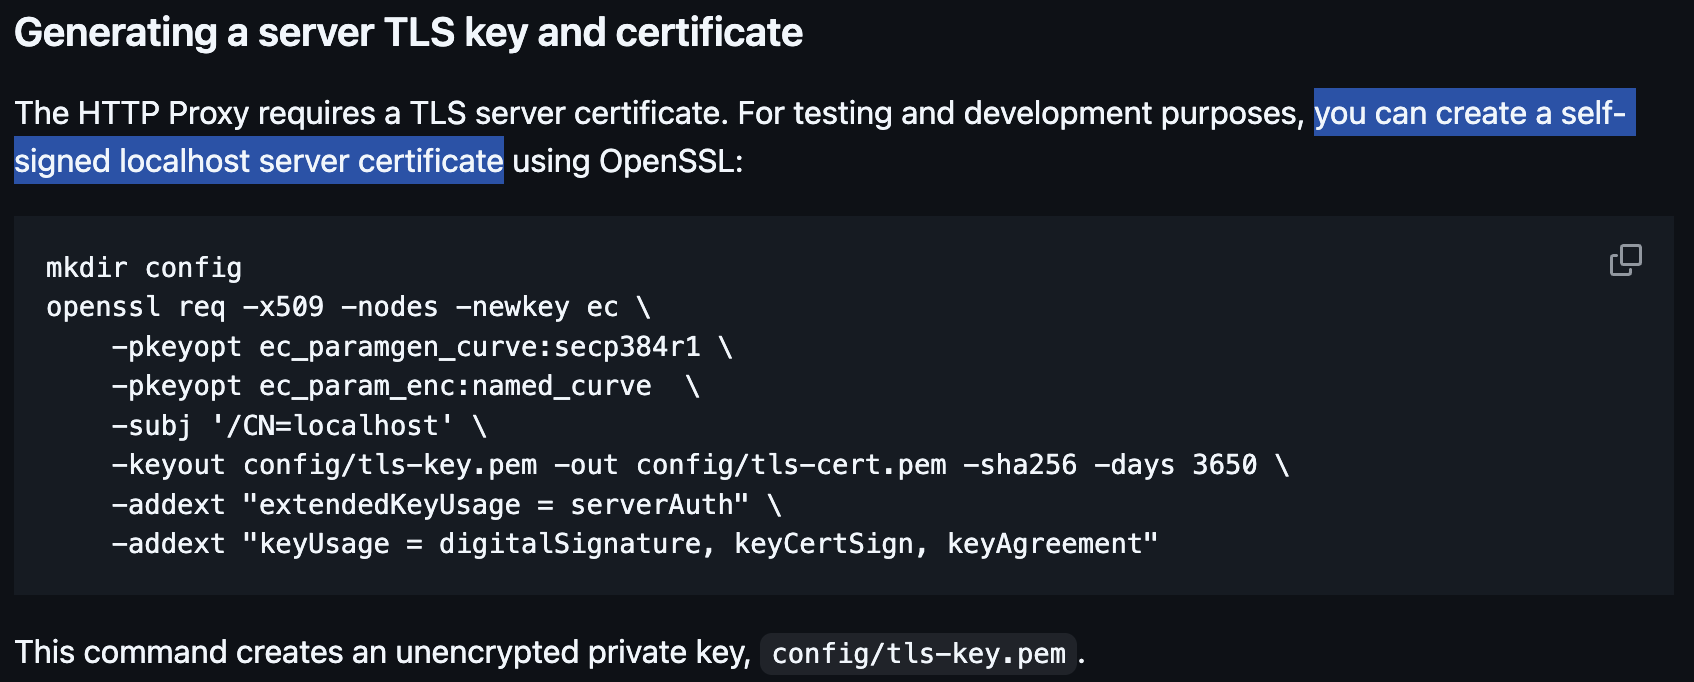 Generating a server TLS key and certificate
The HTTP Proxy requires a TLS server certificate. For testing and development purposes, you can create a self-
signed localhost server certificate using OpenSSL:
mkdir config
openssl req -x509 -nodes -newkey ec \
    -pkeyopt ec_paramgen_curve:secp384r1 \
    -pkeyopt ec_param_enc:named_curve  \
    -subj '/CN=localhost' \
    -keyout config/tls-key.pem -out config/tls-cert.pem -sha256 -days 3650 \
    -addext "extendedKeyUsage = serverAuth" \
    -addext "keyUsage = digitalSignature, keyCertSign, keyAgreement"
This command creates an unencrypted private key, config/tls-key.pem.